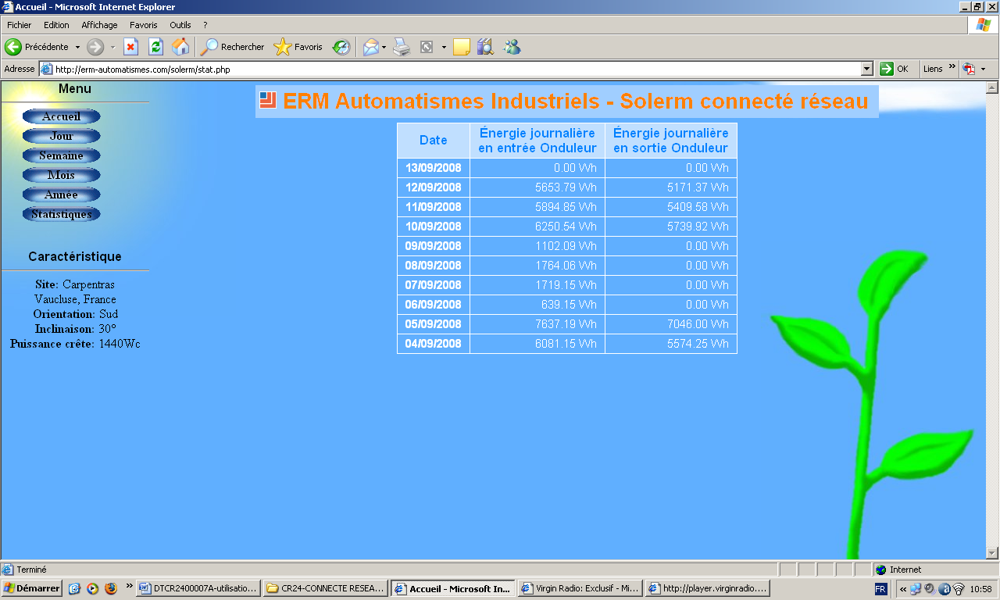 Accueil - Microsoft Internet Explorer
Fichier Edition Affichage Favoris Outils ?
Précédente Rechercher Favoris
Adresse http://erm-automatismes.com/solerm/stat.php OK Liens »
Menu
Accueil
Jour
Semaine
Mois
Année
Statistiques
Caractéristique
Site: Carpentras
Vaucluse, France
Orientation: Sud
Inclinaison: 30°
Puissance crête: 1440Wc
ERM Automatismes Industriels - Solerm connecté réseau
Date Énergie journalière en entrée Onduleur Énergie journalière en sortie Onduleur
13/09/2008 0.00 Wh 0.00 Wh
12/09/2008 5653.79 Wh 5171.37 Wh
11/09/2008 5894.85 Wh 5409.58 Wh
10/09/2008 6250.54 Wh 5739.92 Wh
09/09/2008 1102.09 Wh 0.00 Wh
08/09/2008 1764.06 Wh 0.00 Wh
07/09/2008 1719.15 Wh 0.00 Wh
06/09/2008 639.15 Wh 0.00 Wh
05/09/2008 7637.19 Wh 7046.00 Wh
04/09/2008 6081.15 Wh 5574.25 Wh
Terminé Internet
Démarrer » DTCR2400007A-utilisatio... CR24-CONNECTE RESEA... Accueil - Microsoft In... Virgin Radio: Exclusif - Mi... http://player.virginradio... FR « 10:58